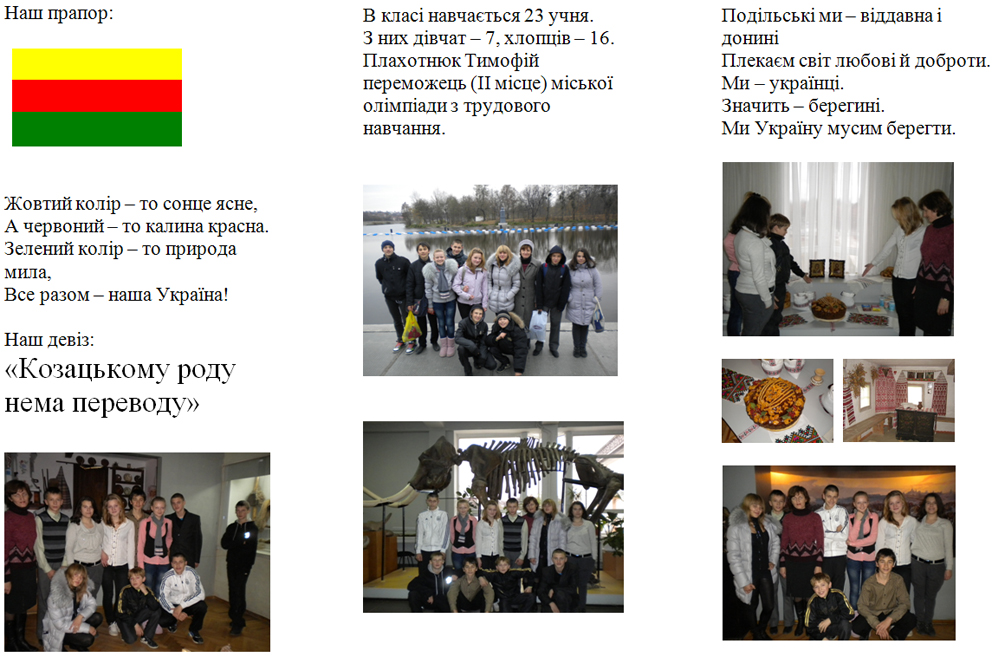 Наш прапор:
Жовтий колір – то сонце ясне,
А червоний – то калина красна.
Зелений колір – то природа
мила,
Все разом – наша Україна!
Наш девіз:
«Козацькому роду
нема переводу»
В класі навчається 23 учня.
З них дівчат – 7, хлопців – 16.
Плахотнюк Тимофій
переможець (ІІ місце) міської
олімпіади з трудового
навчання.
Подільські ми – віддавна і
донині
Плекаєм світ любові й доброти.
Ми – українці.
Значить – берегині.
Ми Україну мусим берегти.